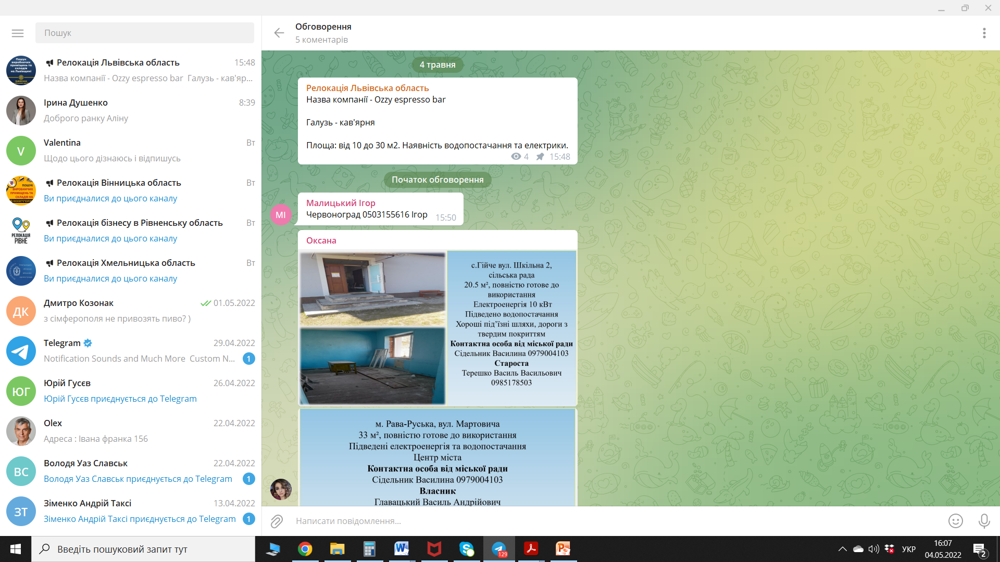 Пошук
Релокація Львівська область 15:48
Назва компанії - Ozzy espresso bar Галузь - кав'яр...
Ірина Душенко 8:39
Доброго ранку Аліну
V
Valentina Вт
Щодо цього дізнаюсь і відпишусь
Релокація Вінницька область Вт
Ви приєдналися до цього каналу
РЕЛОКАЦІЯ
РІВНЕ
Релокація бізнесу в Рівненську область Вт
Ви приєдналися до цього каналу
Релокація Хмельницька область Вт
Ви приєдналися до цього каналу
ДК
Дмитро Козонак 01.05.2022
з сімферополя не привозять пиво? )
Telegram 29.04.2022
Notification Sounds and Much More Custom N... 1
ЮГ
Юрій Гусєв 26.04.2022
Юрій Гусєв приєднується до Telegram
Olex 22.04.2022
Адреса : Івана франка 156
ВС
Володя Уаз Славськ 22.04.2022
Володя Уаз Славськ приєднується до Telegram 1
ЗТ
Зіменко Андрій Таксі 13.04.2022
Зіменко Андрій Таксі приєднується до Telegram 1
Обговорення
5 коментарів
4 травня
Релокація Львівська область
Назва компанії - Ozzy espresso bar
Галузь - кав'ярня
Площа: від 10 до 30 м2. Наявність водопостачання та електрики.
4 15:48
Початок обговорення
МІ
Малицький Ігор
Червоноград 0503155616 Ігор 15:50
Оксана
с.Гійче вул. Шкільна 2,
сільська рада
20.5 м², повністю готове до
використання
Електроенергія 10 кВт
Підведено водопостачання
Хороші під’їзні шляхи, дороги з
твердим покриттям
Контактна особа від міської ради
Сідельник Василина 0979004103
Староста
Терешко Василь Васильович
0985178503
м. Рава-Руська, вул. Мартовича
33 м², повністю готове до використання
Підведені електроенергія та водопостачання
Центр міста
Контактна особа від міської ради
Сідельник Василина 0979004103
Власник
Главацький Василь Андрійович
Написати повідомлення...
Введіть пошуковий запит тут
129
УКР
16:07
04.05.2022
2